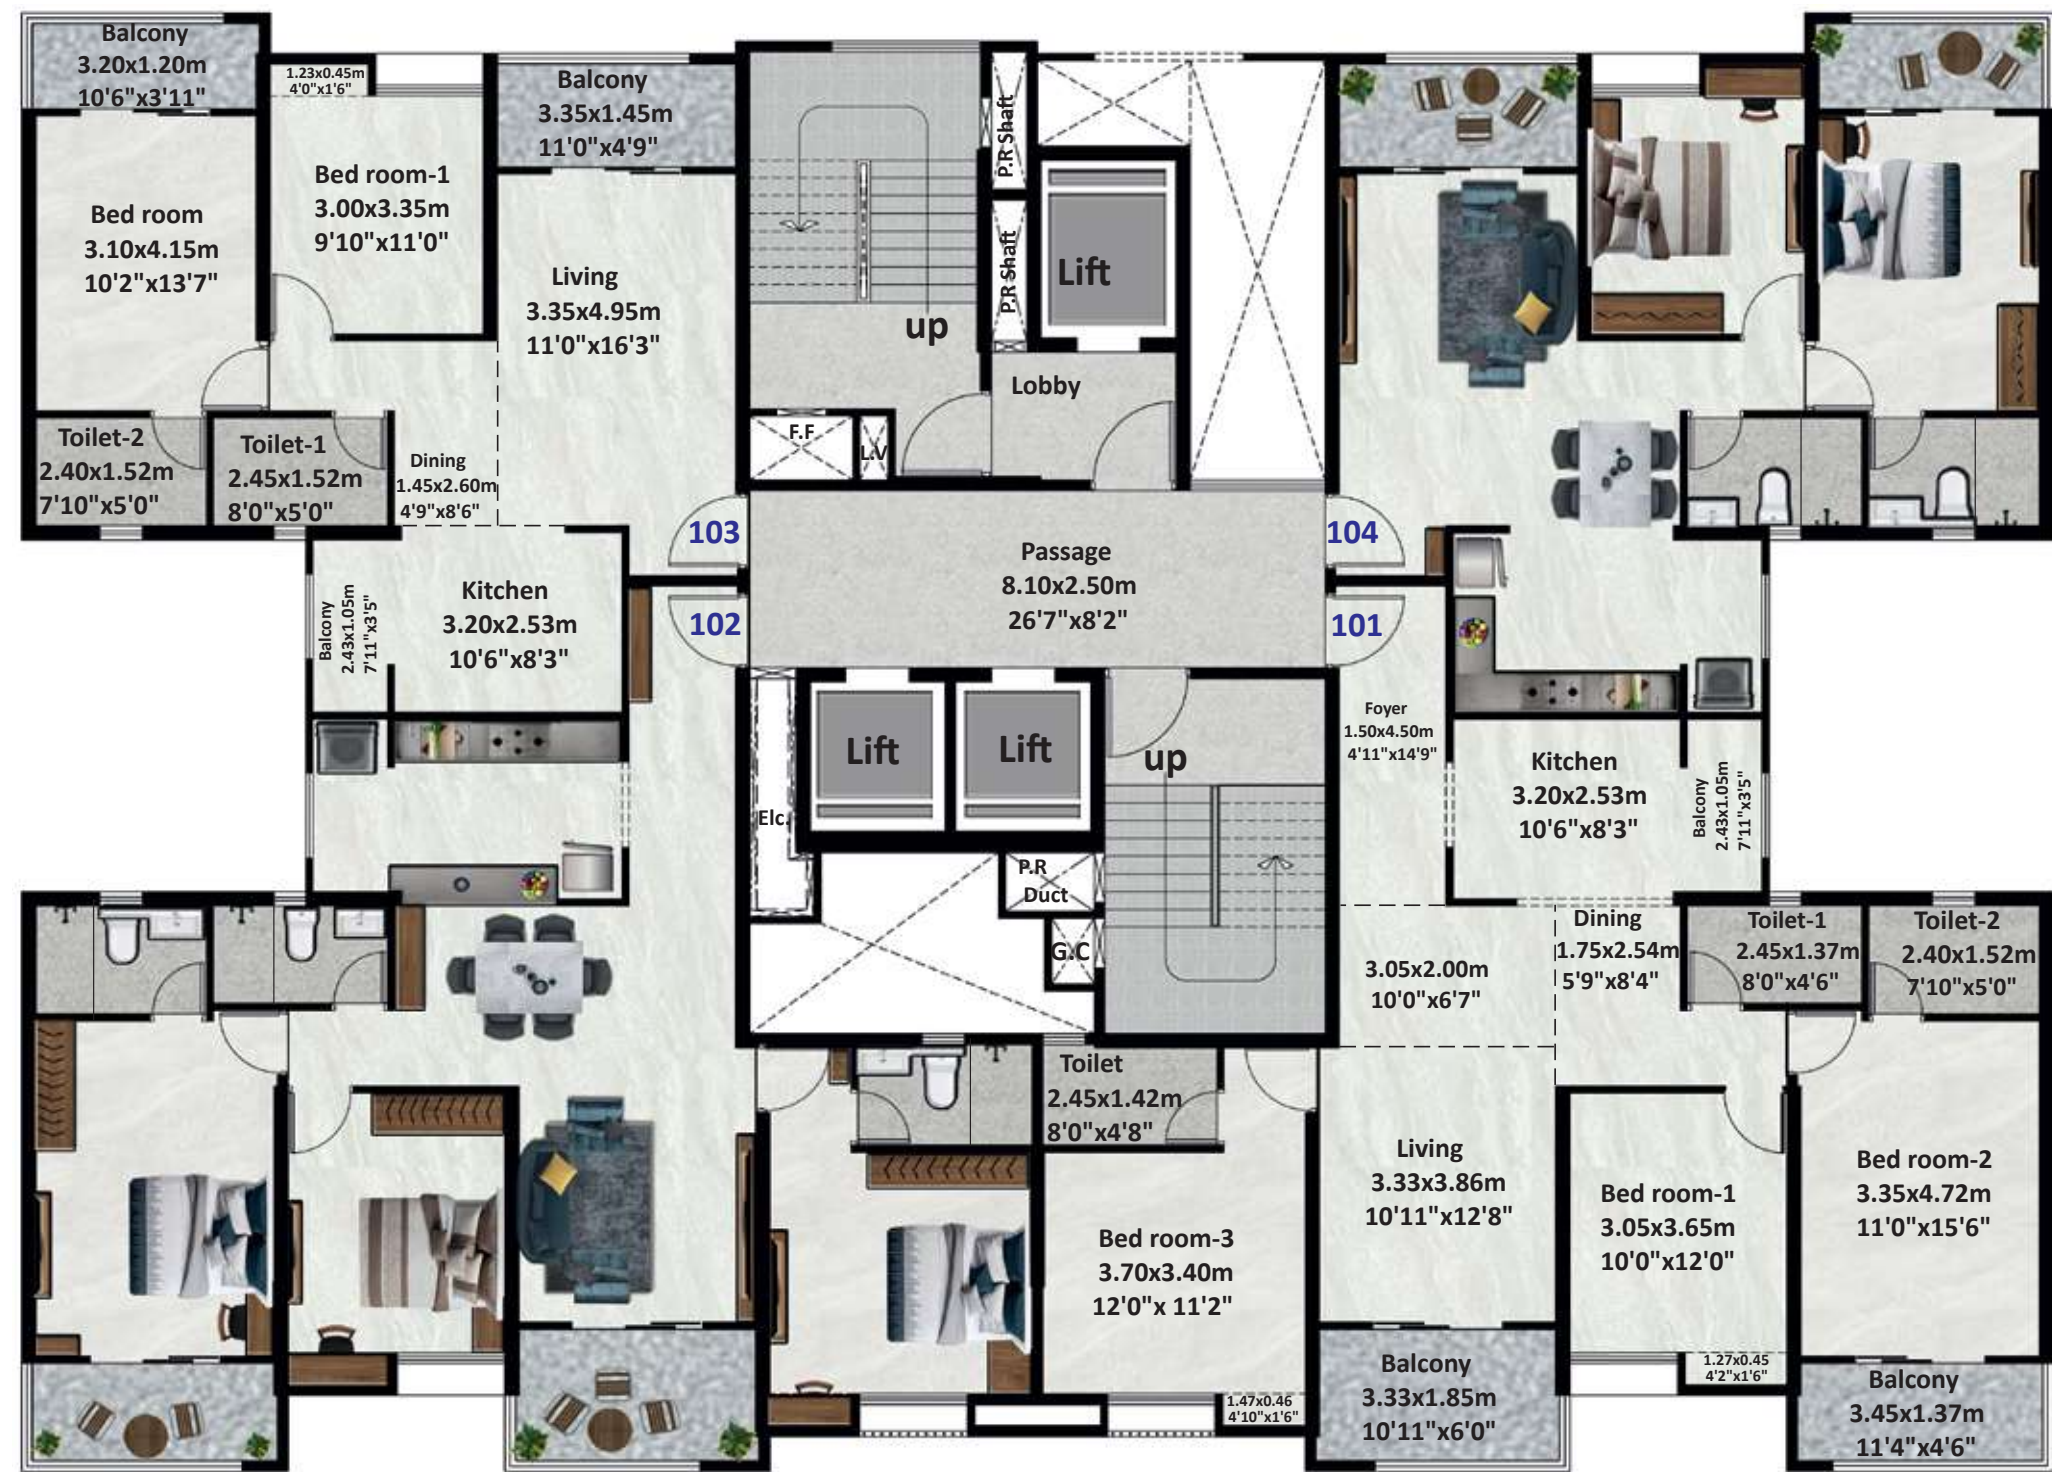 Balcony
3.20x1.20m
10'6"x3'11"
1.23x0.45m
4'0"x1'6"
Balcony
3.35x1.45m
11'0"x4'9"
Bed room
3.10x4.15m
10'2"x13'7"
Bed room-1
3.00x3.35m
9'10"x11'0"
Living
3.35x4.95m
11'0"x16'3"
P.R Shaft
P.R Shaft
Lift
up
Lobby
F.F
L.V
Toilet-2
2.40x1.52m
7'10"x5'0"
Toilet-1
2.45x1.52m
8'0"x5'0"
Dining
1.45x2.60m
4'9"x8'6"
103
104
Passage
8.10x2.50m
26'7"x8'2"
102
101
Balcony
2.43x1.05m
7'11"x3'5"
Kitchen
3.20x2.53m
10'6"x8'3"
Lift
Lift
up
Elc.
P.R
Duct
G.C
Foyer
1.50x4.50m
4'11"x14'9"
Kitchen
3.20x2.53m
10'6"x8'3"
Balcony
2.43x1.05m
7'11"x3'5"
3.05x2.00m
10'0"x6'7"
Dining
1.75x2.54m
5'9"x8'4"
Toilet-1
2.45x1.37m
8'0"x4'6"
Toilet-2
2.40x1.52m
7'10"x5'0"
Toilet
2.45x1.42m
8'0"x4'8"
Living
3.33x3.86m
10'11"x12'8"
Bed room-1
3.05x3.65m
10'0"x12'0"
Bed room-2
3.35x4.72m
11'0"x15'6"
Bed room-3
3.70x3.40m
12'0"x 11'2"
1.47x0.46
4'10"x1'6"
Balcony
3.33x1.85m
10'11"x6'0"
1.27x0.45
4'2"x1'6"
Balcony
3.45x1.37m
11'4"x4'6"